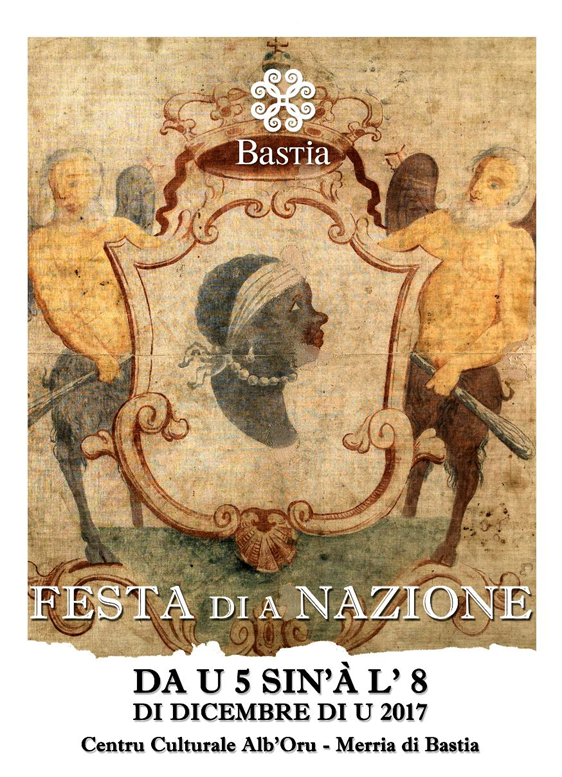 Bastia
FESTA DI A NAZIONE
DA U 5 SIN'À L' 8
DI DICEMBRE DI U 2017
Centru Culturale Alb'Oru - Merria di Bastia